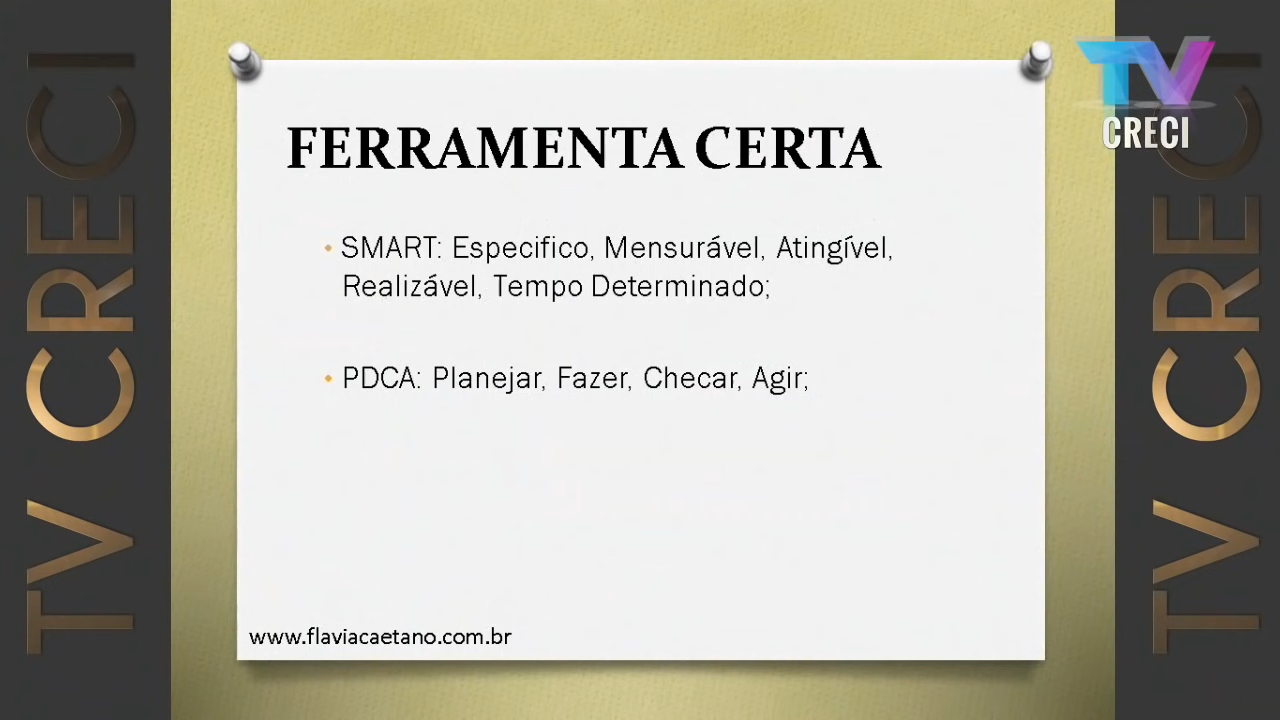 FERRAMENTA CERTA
• SMART: Especifico, Mensurável, Atingível,
Realizável, Tempo Determinado;
• PDCA: Planejar, Fazer, Checar, Agir;
www.flaviacaetano.com.br
TV
CRECI
TV CRECI
TV CRECI